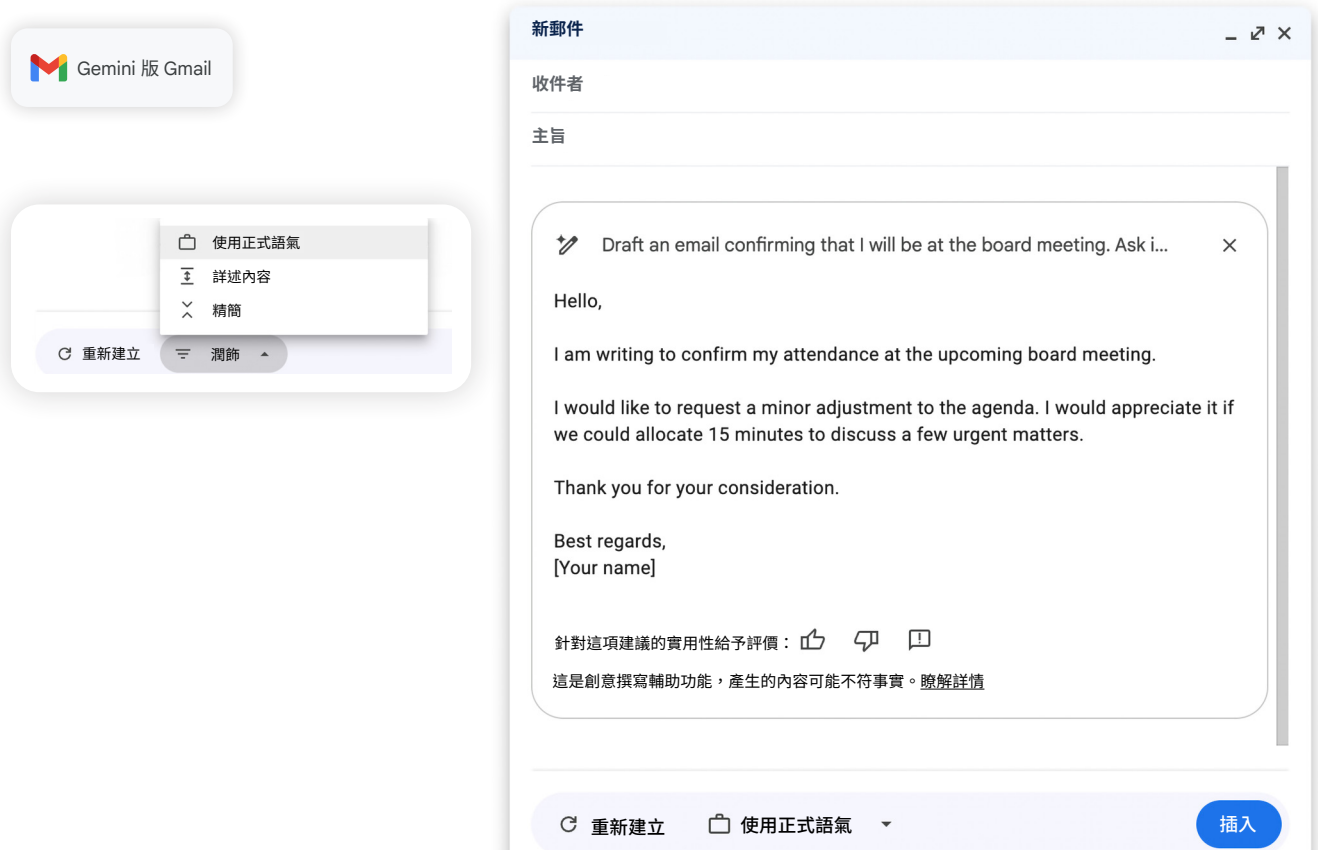 Gemini 版 Gmail
使用正式語氣
詳述內容
精簡
重新建立 潤飾
新郵件
收件者
主旨
Draft an email confirming that I will be at the board meeting. Ask i...
Hello,
I am writing to confirm my attendance at the upcoming board meeting.
I would like to request a minor adjustment to the agenda. I would appreciate it if
we could allocate 15 minutes to discuss a few urgent matters.
Thank you for your consideration.
Best regards,
[Your name]
針對這項建議的實用性給予評價：
這是創意撰寫輔助功能，產生的內容可能不符事實。瞭解詳情
重新建立 使用正式語氣 插入